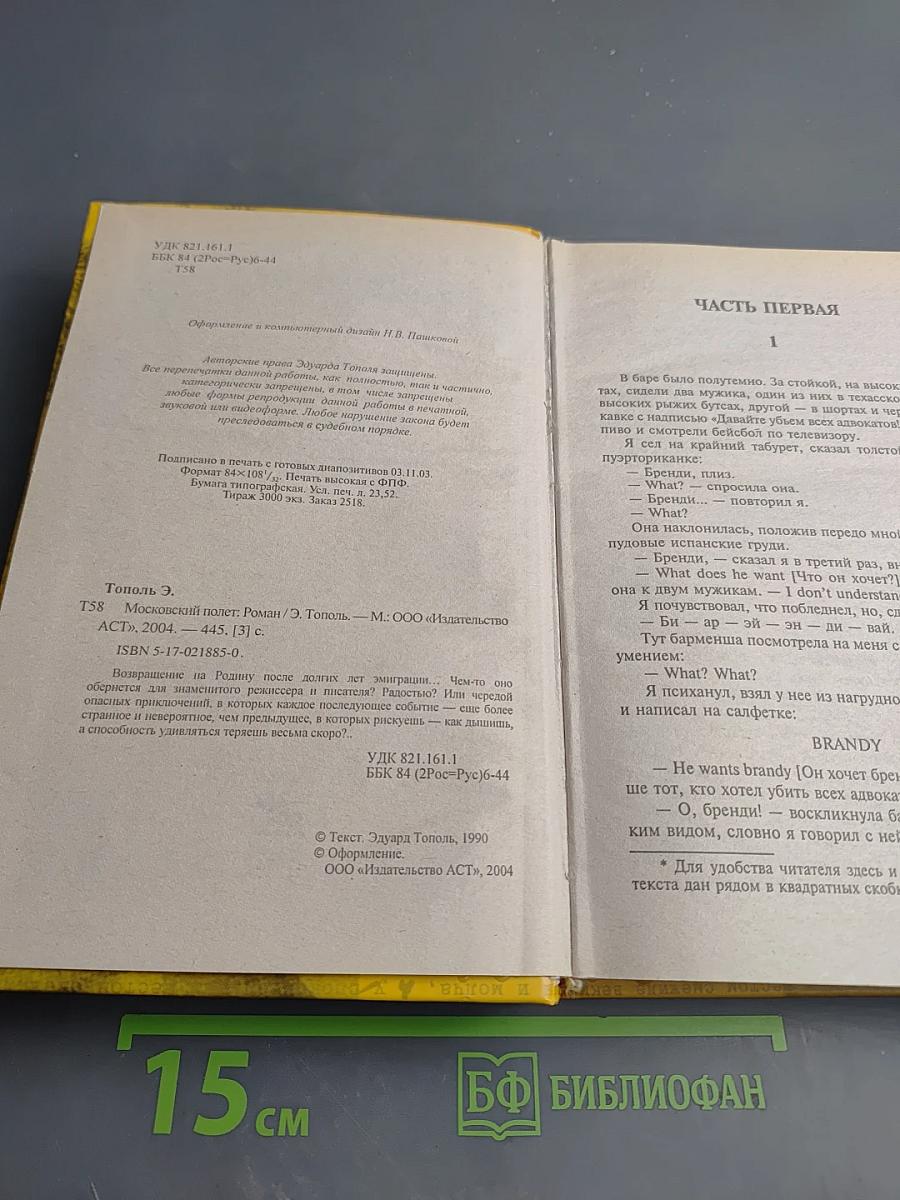 УДК 821.161.1
ББК 84 (2Рос=Рус)6-44
Т58
Оформление и компьютерный дизайн Н.В. Пашковой
Авторские права Эдуарда Тополя защищены.
Все перепечатки данной работы, как полностью, так и частично,
категорически запрещены, в том числе запрещены
любые формы репродукции данной работы в печатной,
звуковой или видеоформе. Любое нарушение закона будет
преследоваться в судебном порядке.
Подписано в печать с готовых диапозитивов 03.11.03.
Формат 84×108¹/₃₂. Печать высокая с ФПФ.
Бумага типографская. Усл. печ. л. 23,52.
Тираж 3000 экз. Заказ 2518.
Тополь Э.
Т58 Московский полет: Роман / Э. Тополь. — М.: ООО «Издательство
АСТ», 2004. — 445, [3] с.
ISBN 5-17-021885-0.
Возвращение на Родину после долгих лет эмиграции... Чем-то оно
обернется для знаменитого режиссера и писателя? Радостью? Или чередой
опасных приключений, в которых каждое последующее событие — еще более
странное и невероятное, чем предыдущее, в которых рискуешь — как дышишь,
а способность удивляться теряешь весьма скоро?..
УДК 821.161.1
ББК 84 (2Рос=Рус)6-44
© Текст. Эдуард Тополь, 1990
© Оформление.
ООО «Издательство АСТ», 2004
ЧАСТЬ ПЕРВАЯ
1
В баре было полутемно. За стойкой, на высок
тах, сидели два мужика, один из них в техасско
высоких рыжих бутсах, другой — в шортах и чер
кавке с надписью «Давайте убьем всех адвокатов!
пиво и смотрели бейсбол по телевизору.
Я сел на крайний табурет, сказал толстой
пуэрториканке:
— Бренди, плиз.
— What? — спросила она.
— Бренди... — повторил я.
— What?
Она наклонилась, положив передо мной
пудовые испанские груди.
— Бренди, — сказал я в третий раз, вн
— What does he want [Что он хочет?]
она к двум мужикам. — I don't understan
Я почувствовал, что побледнел, но, сд
— Би — ар — эй — эн — ди — вай.
Тут барменша посмотрела на меня с
умением:
— What? What?
Я психанул, взял у нее из нагрудно
и написал на салфетке:
BRANDY
— He wants brandy [Он хочет брен
ше тот, кто хотел убить всех адвока
— О, бренди! — воскликнула ба
ким видом, словно я говорил с ней
* Для удобства читателя здесь и
текста дан рядом в квадратных скобк
15 см
БФ БИБЛИОФАН